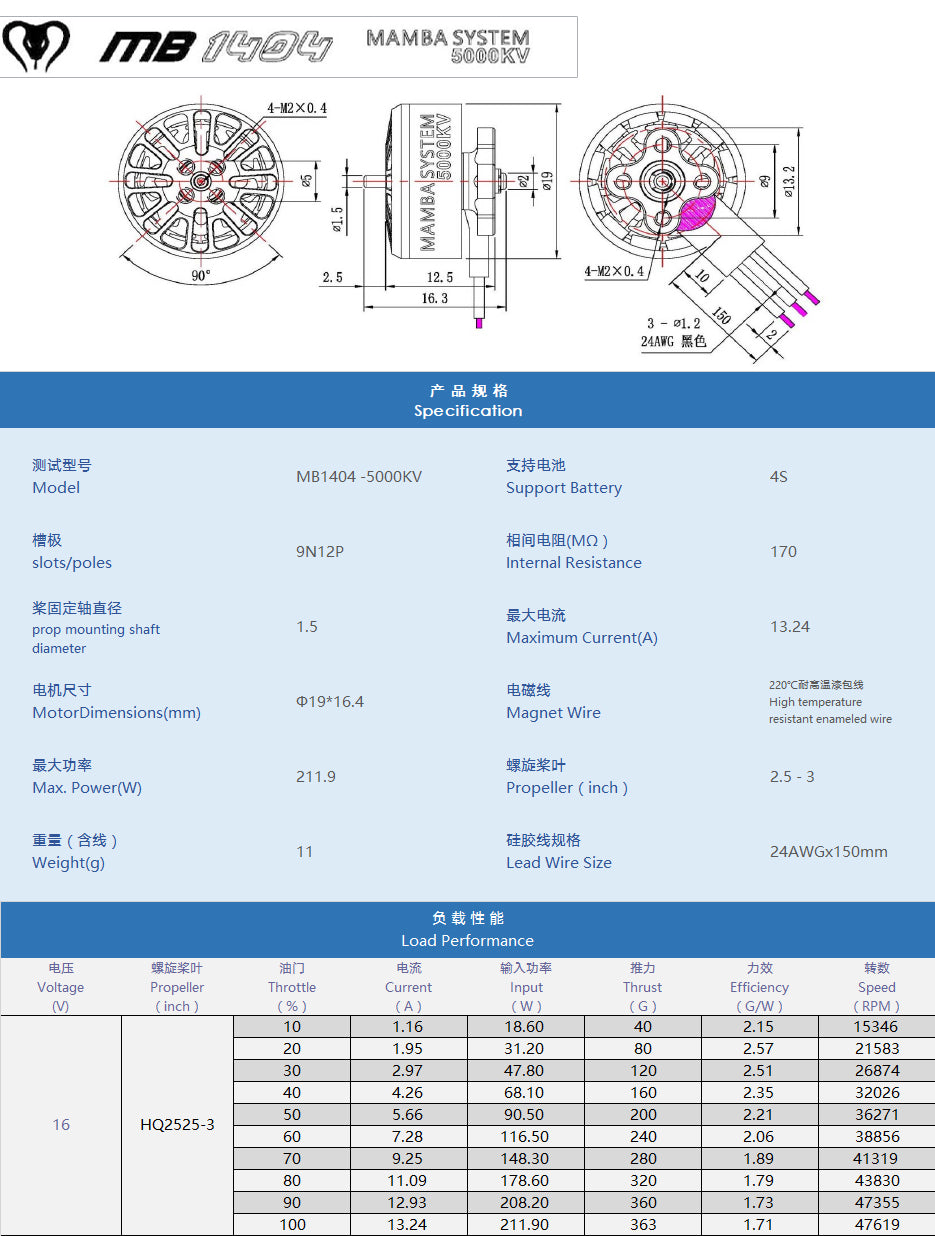 MB 1404 MAMBA SYSTEM
5000KV
4-M2×0.4
⌀5
90°
MAMBA SYSTEM
5000KV
⌀1.5
⌀2
⌀19
2.5
12.5
16.3
⌀9
⌀13.2
4-M2×0.4
10
150
2
3 - ⌀1.2
24AWG 黑色
产品规格
Specification
测试型号
Model
MB1404 -5000KV
支持电池
Support Battery
4S
槽极
slots/poles
9N12P
相间电阻(MΩ)
Internal Resistance
170
桨固定轴直径
prop mounting shaft
diameter
1.5
最大电流
Maximum Current(A)
13.24
电机尺寸
MotorDimensions(mm)
Φ19*16.4
电磁线
Magnet Wire
220℃耐高温漆包线
High temperature
resistant enameled wire
最大功率
Max. Power(W)
211.9
螺旋桨叶
Propeller ( inch )
2.5 - 3
重量（含线）
Weight(g)
11
硅胶线规格
Lead Wire Size
24AWGx150mm
负载性能
Load Performance
电压 螺旋桨叶 油门 电流 输入功率 推力 力效 转数
Voltage Propeller Throttle Current Input Thrust Efficiency Speed
(V) ( inch ) ( % ) ( A ) ( W ) ( G ) ( G/W ) ( RPM )
10 1.16 18.60 40 2.15 15346
20 1.95 31.20 80 2.57 21583
30 2.97 47.80 120 2.51 26874
40 4.26 68.10 160 2.35 32026
50 5.66 90.50 200 2.21 36271
16 HQ2525-3
60 7.28 116.50 240 2.06 38856
70 9.25 148.30 280 1.89 41319
80 11.09 178.60 320 1.79 43830
90 12.93 208.20 360 1.73 47355
100 13.24 211.90 363 1.71 47619